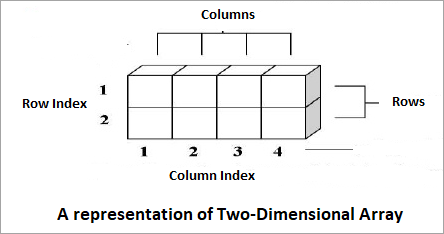 Columns
1
Row Index
Rows
2
1 2 3 4
Column Index
A representation of Two-Dimensional Array